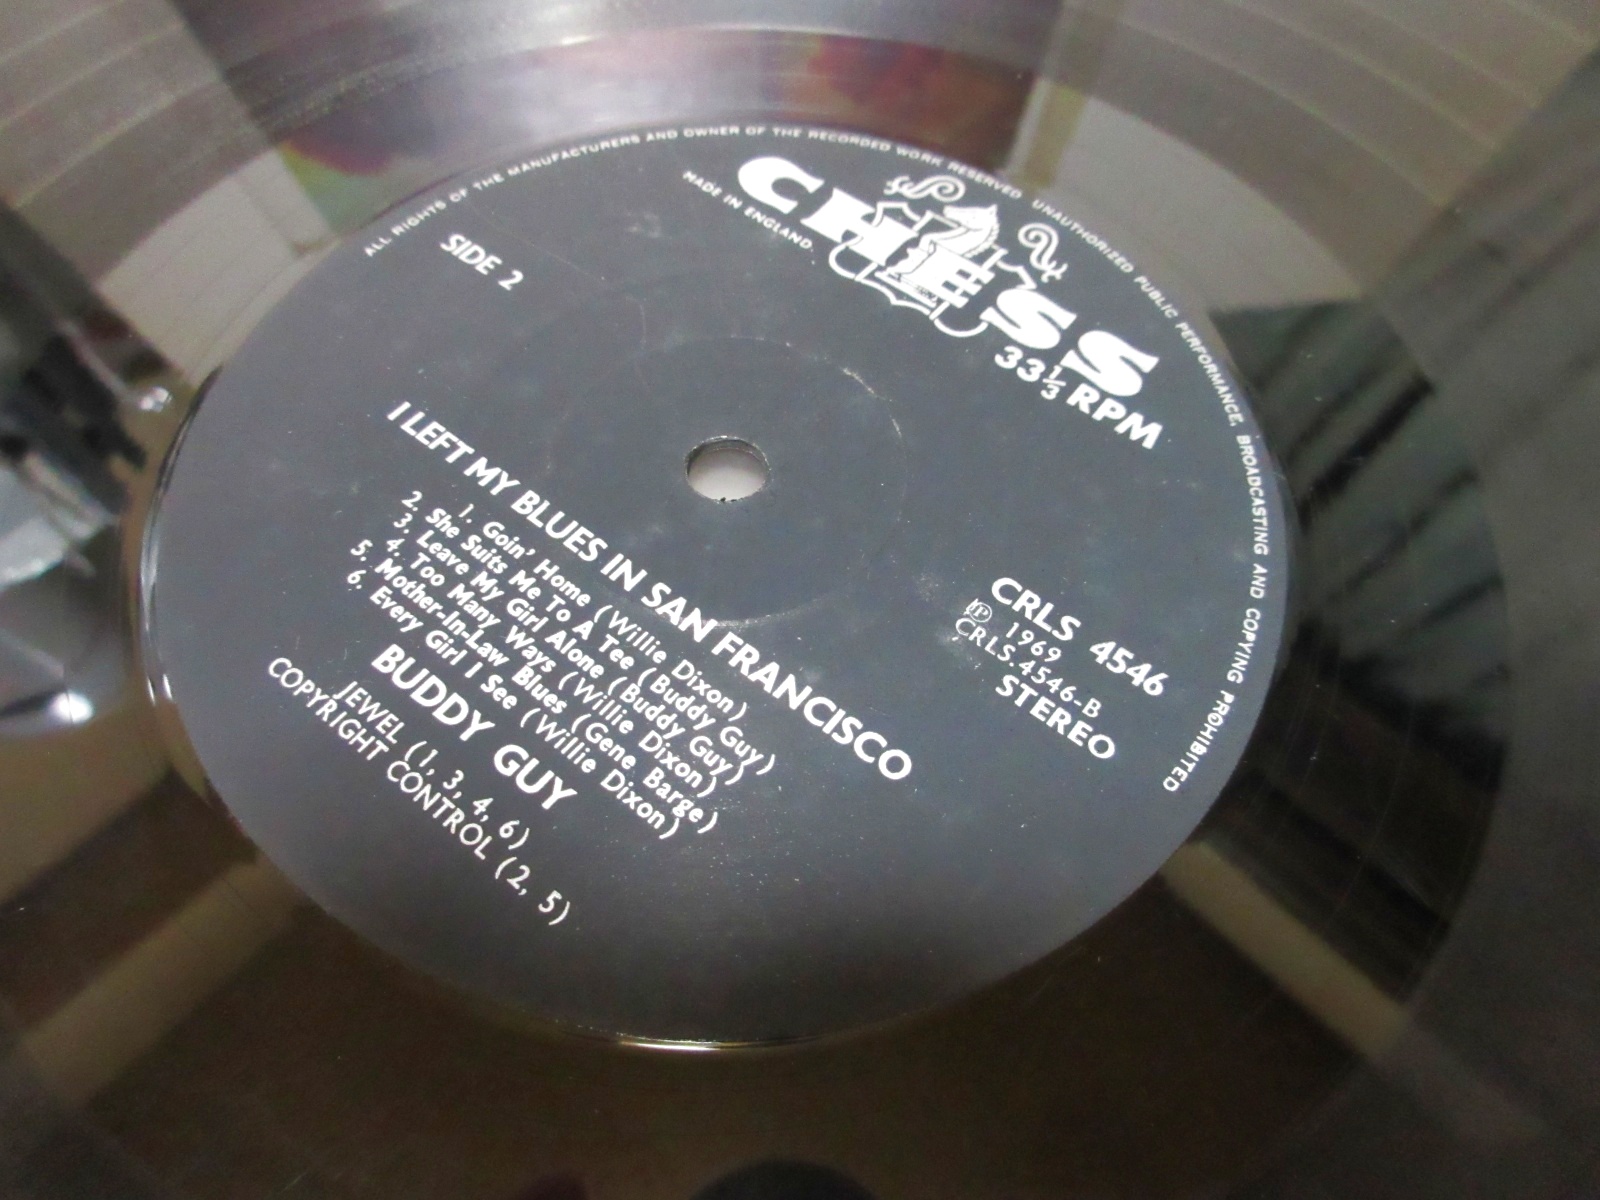 ALL RIGHTS OF THE MANUFACTURERS AND OWNER OF THE RECORDED WORK RESERVED UNAUTHORIZED PUBLIC PERFORMANCE, BROADCASTING AND COPYING PROHIBITED
CHESS
MADE IN ENGLAND.
33⅓ RPM
SIDE 2
CRLS 4546
℗ 1969
CRLS.4546-B
STEREO
I LEFT MY BLUES IN SAN FRANCISCO
1. Goin' Home (Willie Dixon)
2. She Suits Me To A Tee (Buddy Guy)
3. Leave My Girl Alone (Buddy Guy)
4. Too Many Ways (Willie Dixon)
5. Mother-In-Law Blues (Gene Barge)
6. Every Girl I See (Willie Dixon)
BUDDY GUY
JEWEL (1, 3, 4, 6)
COPYRIGHT CONTROL (2, 5)